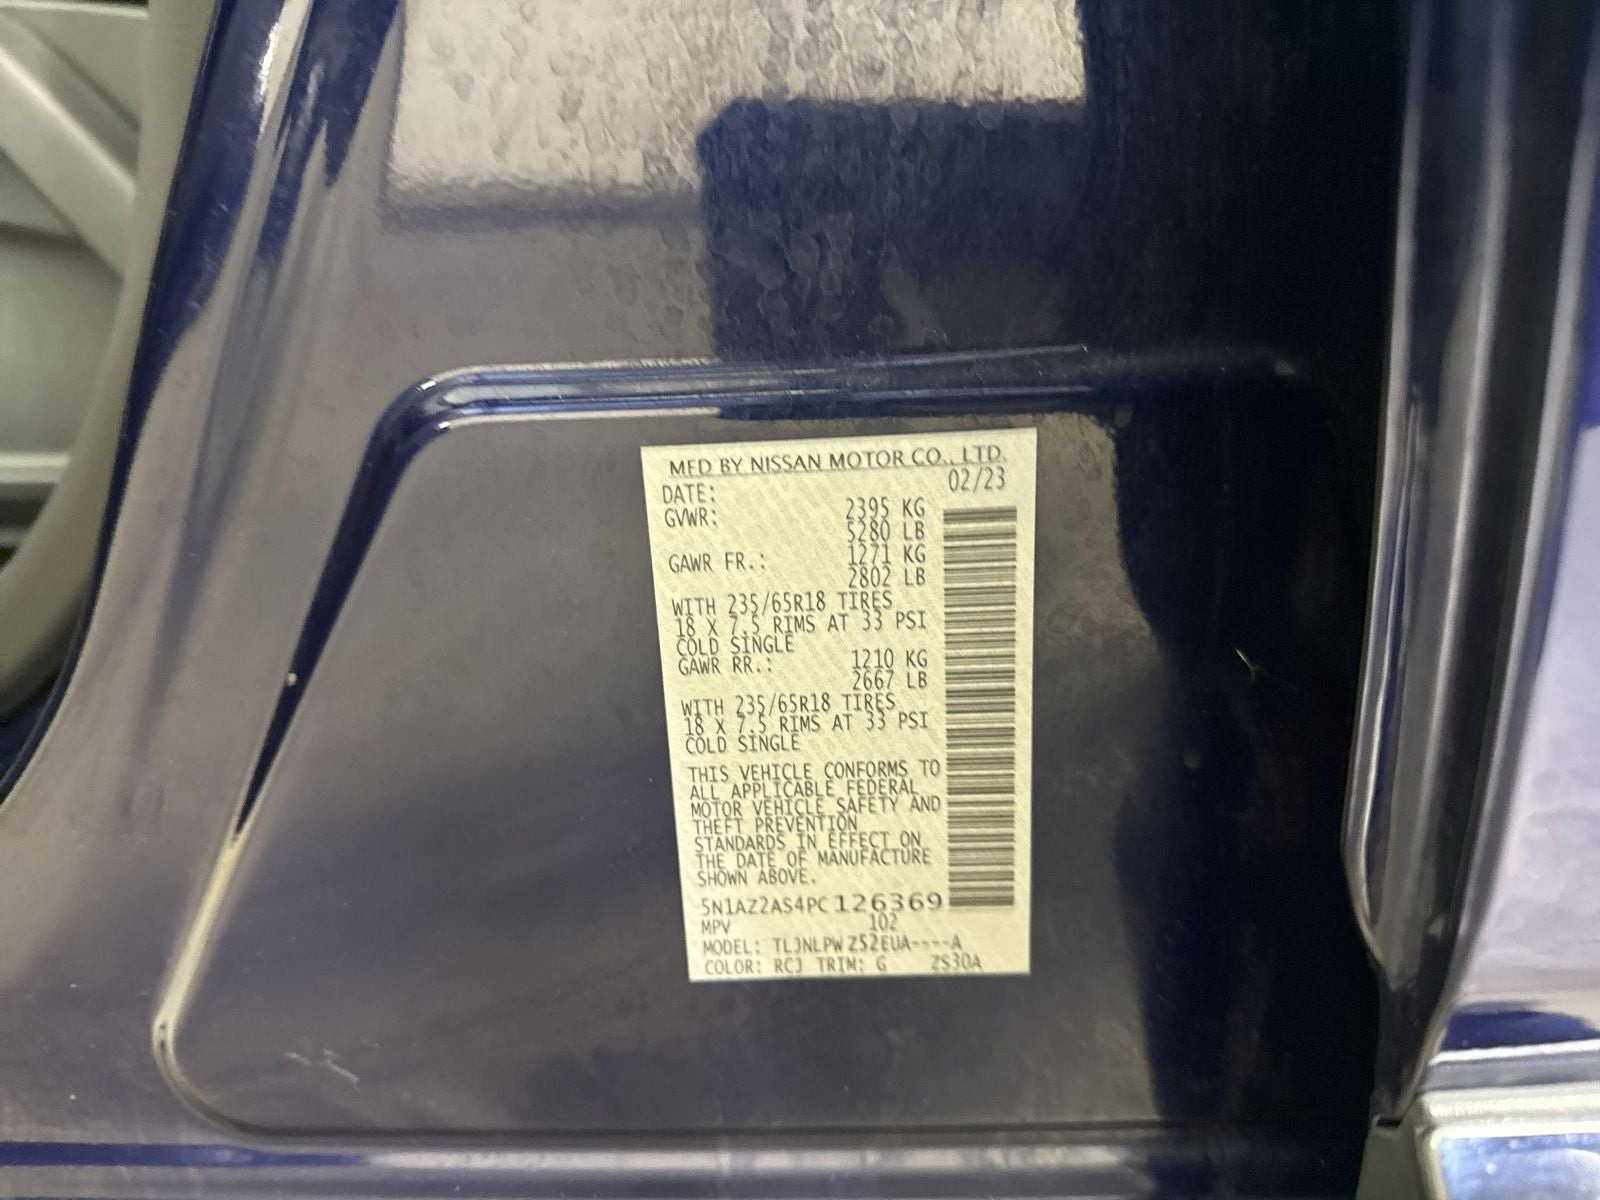 MFD BY NISSAN MOTOR CO., LTD.
DATE: 02/23
GVWR: 2395 KG
5280 LB
GAWR FR.: 1271 KG
2802 LB
WITH 235/65R18 TIRES
18 X 7.5 RIMS AT 33 PSI
COLD SINGLE
GAWR RR.: 1210 KG
2667 LB
WITH 235/65R18 TIRES
18 X 7.5 RIMS AT 33 PSI
COLD SINGLE
THIS VEHICLE CONFORMS TO
ALL APPLICABLE FEDERAL
MOTOR VEHICLE SAFETY AND
THEFT PREVENTION
STANDARDS IN EFFECT ON
THE DATE OF MANUFACTURE
SHOWN ABOVE.
5N1AZ2AS4PC126369
MPV 102
MODEL: TLJNLPWZS2EUA----A
COLOR: RCJ TRIM: G ZS30A